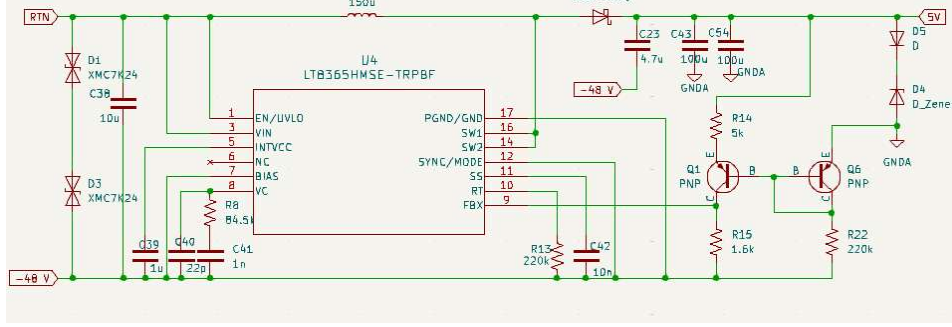 RTN
150u
5V
D1
XMC7K24
C38
10u
U4
LT8365HMSE-TRPBF
C23
4.7u
C43
100u
C54
100u
GNDA
GNDA
D5
D
-48 V
D4
D_Zene
GNDA
1
EN/UVLO
3
VIN
5
INTVCC
6
NC
7
BIAS
8
VC
PGND/GND
17
SW1
16
SW2
14
SYNC/MODE
12
SS
11
RT
10
FBX
9
R14
5k
Q1
PNP
E
B
C
B
E
C
Q6
PNP
D3
XMC7K24
R8
84.5k
C39
1u
C40
22p
C41
1n
R13
220k
C42
10n
R15
1.6k
R22
220k
-48 V